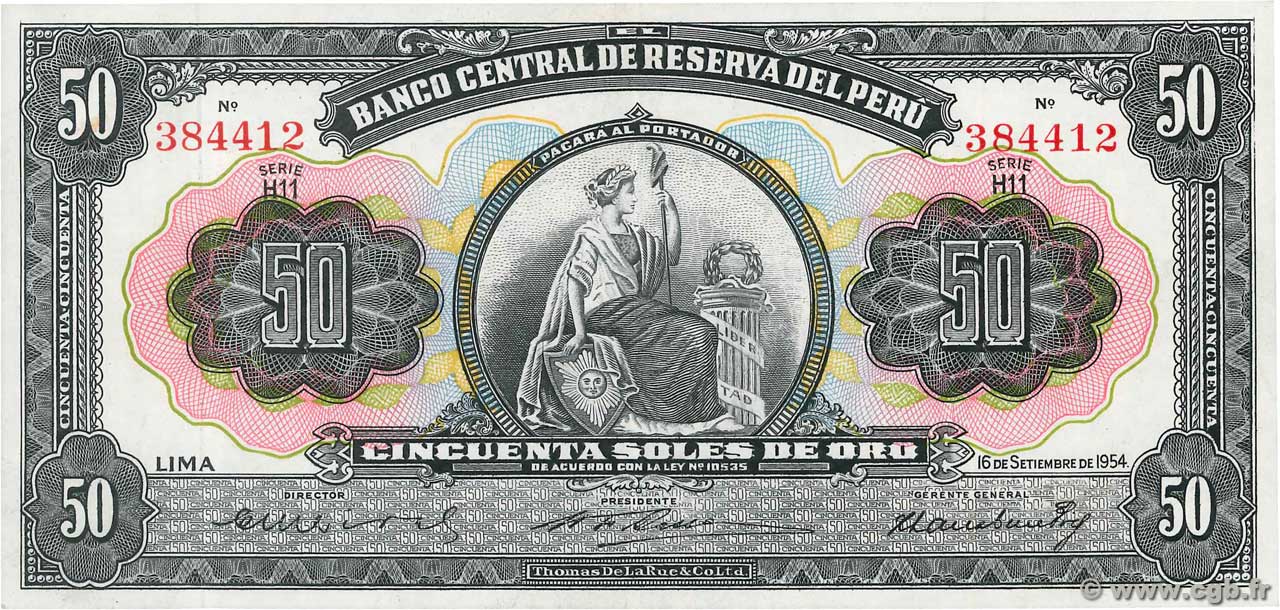 EL
BANCO CENTRAL DE RESERVA DEL PERÚ
50
50
Nº
384412
Nº
384412
PAGARÁ AL PORTADOR
SERIE
H11
SERIE
H11
50
50
LIBER
TAD
CINCUENTA CINCUENTA
CINCUENTA CINCUENTA
CINCUENTA SOLES DE ORO
DE ACUERDO CON LA LEY Nº 10535
LIMA
16 DE SETIEMBRE DE 1954.
50
50
DIRECTOR
PRESIDENTE
GERENTE GENERAL
Thomas De La Rue & Co Ltd.
© www.cgb.fr